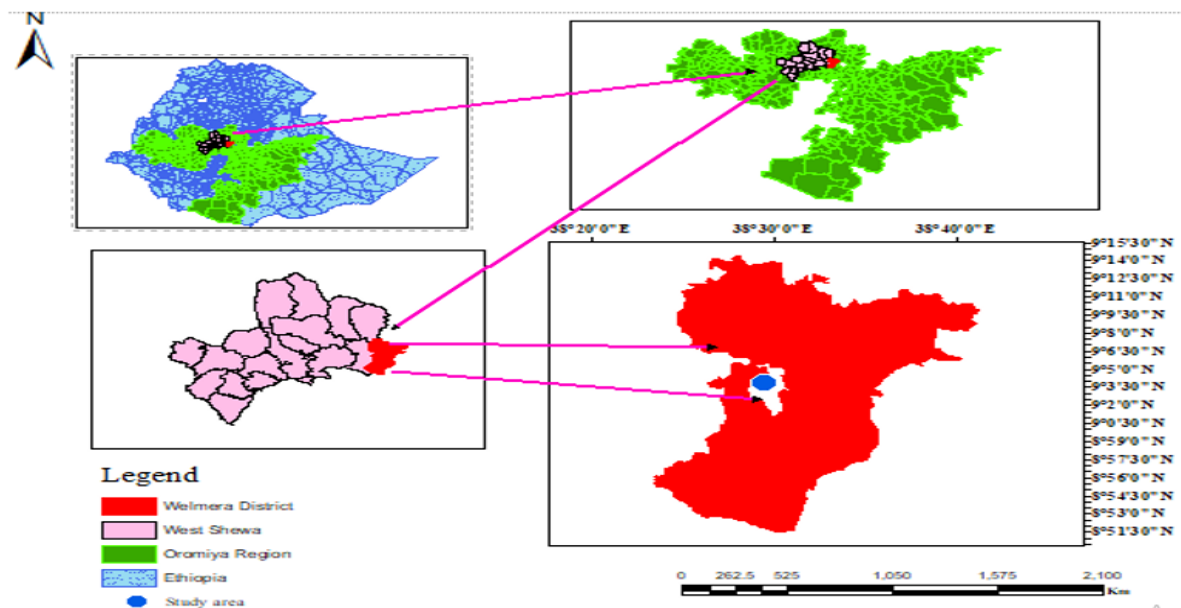 N
38°20'0"E 38°30'0"E 38°40'0"E
9°15'30"N
9°14'0"N
9°12'30"N
9°11'0"N
9°9'30"N
9°8'0"N
9°6'30"N
9°5'0"N
9°3'30"N
9°2'0"N
9°0'30"N
8°59'0"N
8°57'30"N
8°56'0"N
8°54'30"N
8°53'0"N
8°51'30"N
Legend
Welmera District
West Shewa
Oromiya Region
Ethiopia
Study area
0 262.5 525 1,050 1,575 2,100
Km